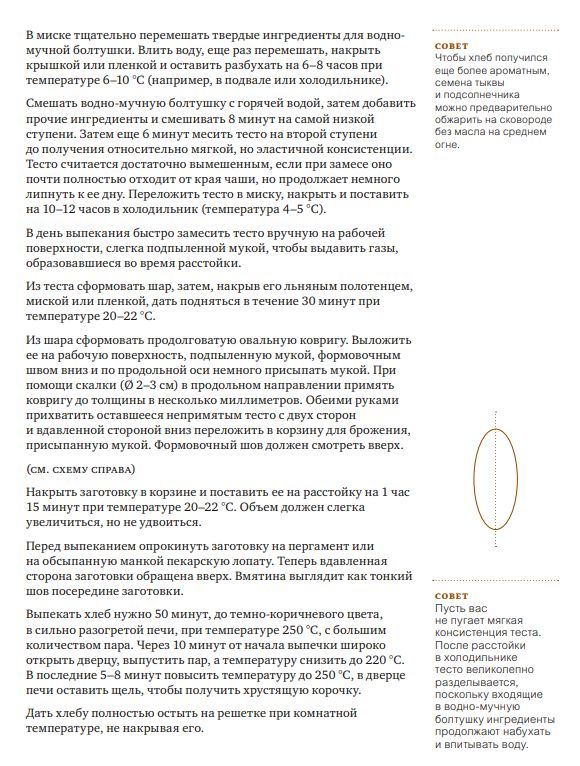 В миске тщательно перемешать твердые ингредиенты для водно-
мучной болтушки. Влить воду, еще раз перемешать, накрыть
крышкой или пленкой и оставить разбухать на 6–8 часов при
температуре 6–10 °C (например, в подвале или холодильнике).
Смешать водно-мучную болтушку с горячей водой, затем добавить
прочие ингредиенты и смешивать 8 минут на самой низкой
ступени. Затем еще 6 минут месить тесто на второй ступени
до получения относительно мягкой, но эластичной консистенции.
Тесто считается достаточно вымешенным, если при замесе оно
почти полностью отходит от края чаши, но продолжает немного
липнуть к ее дну. Переложить тесто в миску, накрыть и поставить
на 10–12 часов в холодильник (температура 4–5 °C).
В день выпекания быстро замесить тесто вручную на рабочей
поверхности, слегка подпыленной мукой, чтобы выдавить газы,
образовавшиеся во время расстойки.
Из теста сформовать шар, затем, накрыв его льняным полотенцем,
миской или пленкой, дать подняться в течение 30 минут при
температуре 20–22 °C.
Из шара сформовать продолговатую овальную ковригу. Выложить
ее на рабочую поверхность, подпыленную мукой, формовочным
швом вниз и по продольной оси немного присыпать мукой. При
помощи скалки (Ø 2–3 см) в продольном направлении примять
ковригу до толщины в несколько миллиметров. Обеими руками
прихватить оставшееся непримятым тесто с двух сторон
и вдавленной стороной вниз переложить в корзину для брожения,
присыпанную мукой. Формовочный шов должен смотреть вверх.
(СМ. СХЕМУ СПРАВА)
Накрыть заготовку в корзине и поставить ее на расстойку на 1 час
15 минут при температуре 20–22 °C. Объем должен слегка
увеличиться, но не удвоиться.
Перед выпеканием опрокинуть заготовку на пергамент или
на обсыпанную манкой пекарскую лопату. Теперь вдавленная
сторона заготовки обращена вверх. Вмятина выглядит как тонкий
шов посередине заготовки.
Выпекать хлеб нужно 50 минут, до темно-коричневого цвета,
в сильно разогретой печи, при температуре 250 °C, с большим
количеством пара. Через 10 минут от начала выпечки широко
открыть дверцу, выпустить пар, а температуру снизить до 220 °C.
В последние 5–8 минут повысить температуру до 250 °C, в дверце
печи оставить щель, чтобы получить хрустящую корочку.
Дать хлебу полностью остыть на решетке при комнатной
температуре, не накрывая его.
СОВЕТ
Чтобы хлеб получился
еще более ароматным,
семена тыквы
и подсолнечника
можно предварительно
обжарить на сковороде
без масла на среднем
огне.
СОВЕТ
Пусть вас
не пугает мягкая
консистенция теста.
После расстойки
в холодильнике
тесто великолепно
разделывается,
поскольку входящие
в водно-мучную
болтушку ингредиенты
продолжают набухать
и впитывать воду.